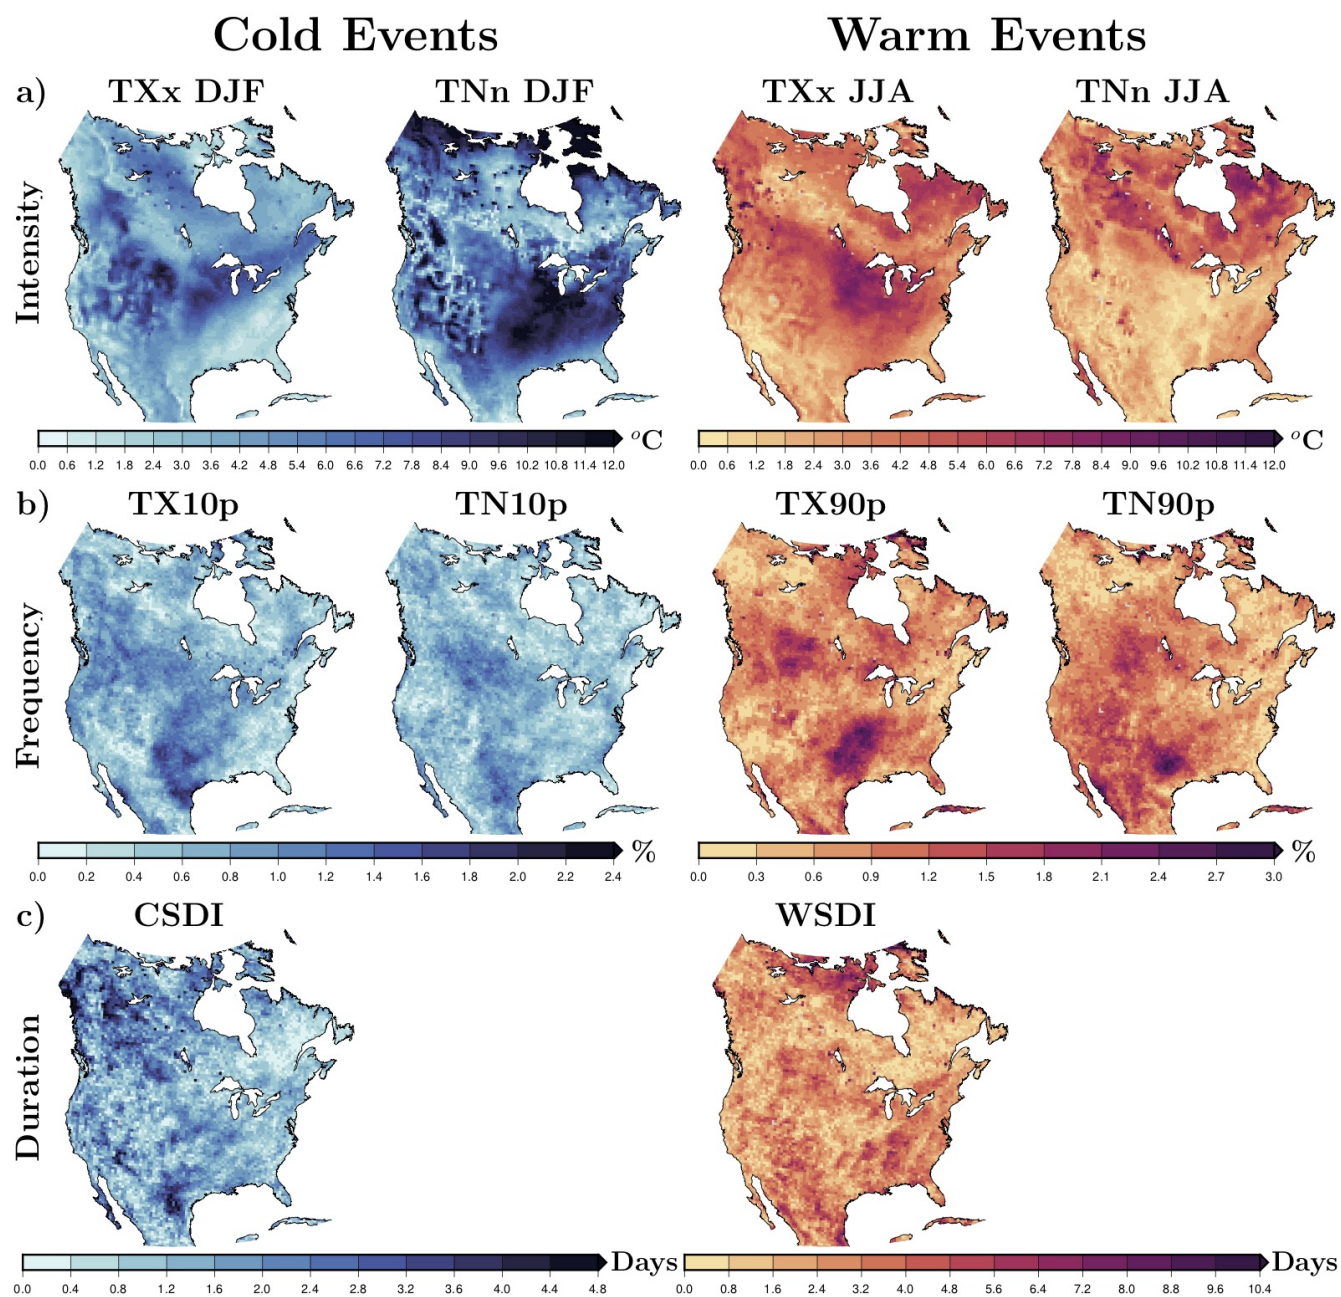 Cold Events Warm Events
a) TXx DJF TNn DJF TXx JJA TNn JJA
Intensity
0.0 0.6 1.2 1.8 2.4 3.0 3.6 4.2 4.8 5.4 6.0 6.6 7.2 7.8 8.4 9.0 9.6 10.2 10.8 11.4 12.0 °C
0.0 0.6 1.2 1.8 2.4 3.0 3.6 4.2 4.8 5.4 6.0 6.6 7.2 7.8 8.4 9.0 9.6 10.2 10.8 11.4 12.0 °C
b) TX10p TN10p TX90p TN90p
Frequency
0.0 0.2 0.4 0.6 0.8 1.0 1.2 1.4 1.6 1.8 2.0 2.2 2.4 %
0.0 0.3 0.6 0.9 1.2 1.5 1.8 2.1 2.4 2.7 3.0 %
c) CSDI WSDI
Duration
0.0 0.4 0.8 1.2 1.6 2.0 2.4 2.8 3.2 3.6 4.0 4.4 4.8 Days
0.0 0.8 1.6 2.4 3.2 4.0 4.8 5.6 6.4 7.2 8.0 8.8 9.6 10.4 Days